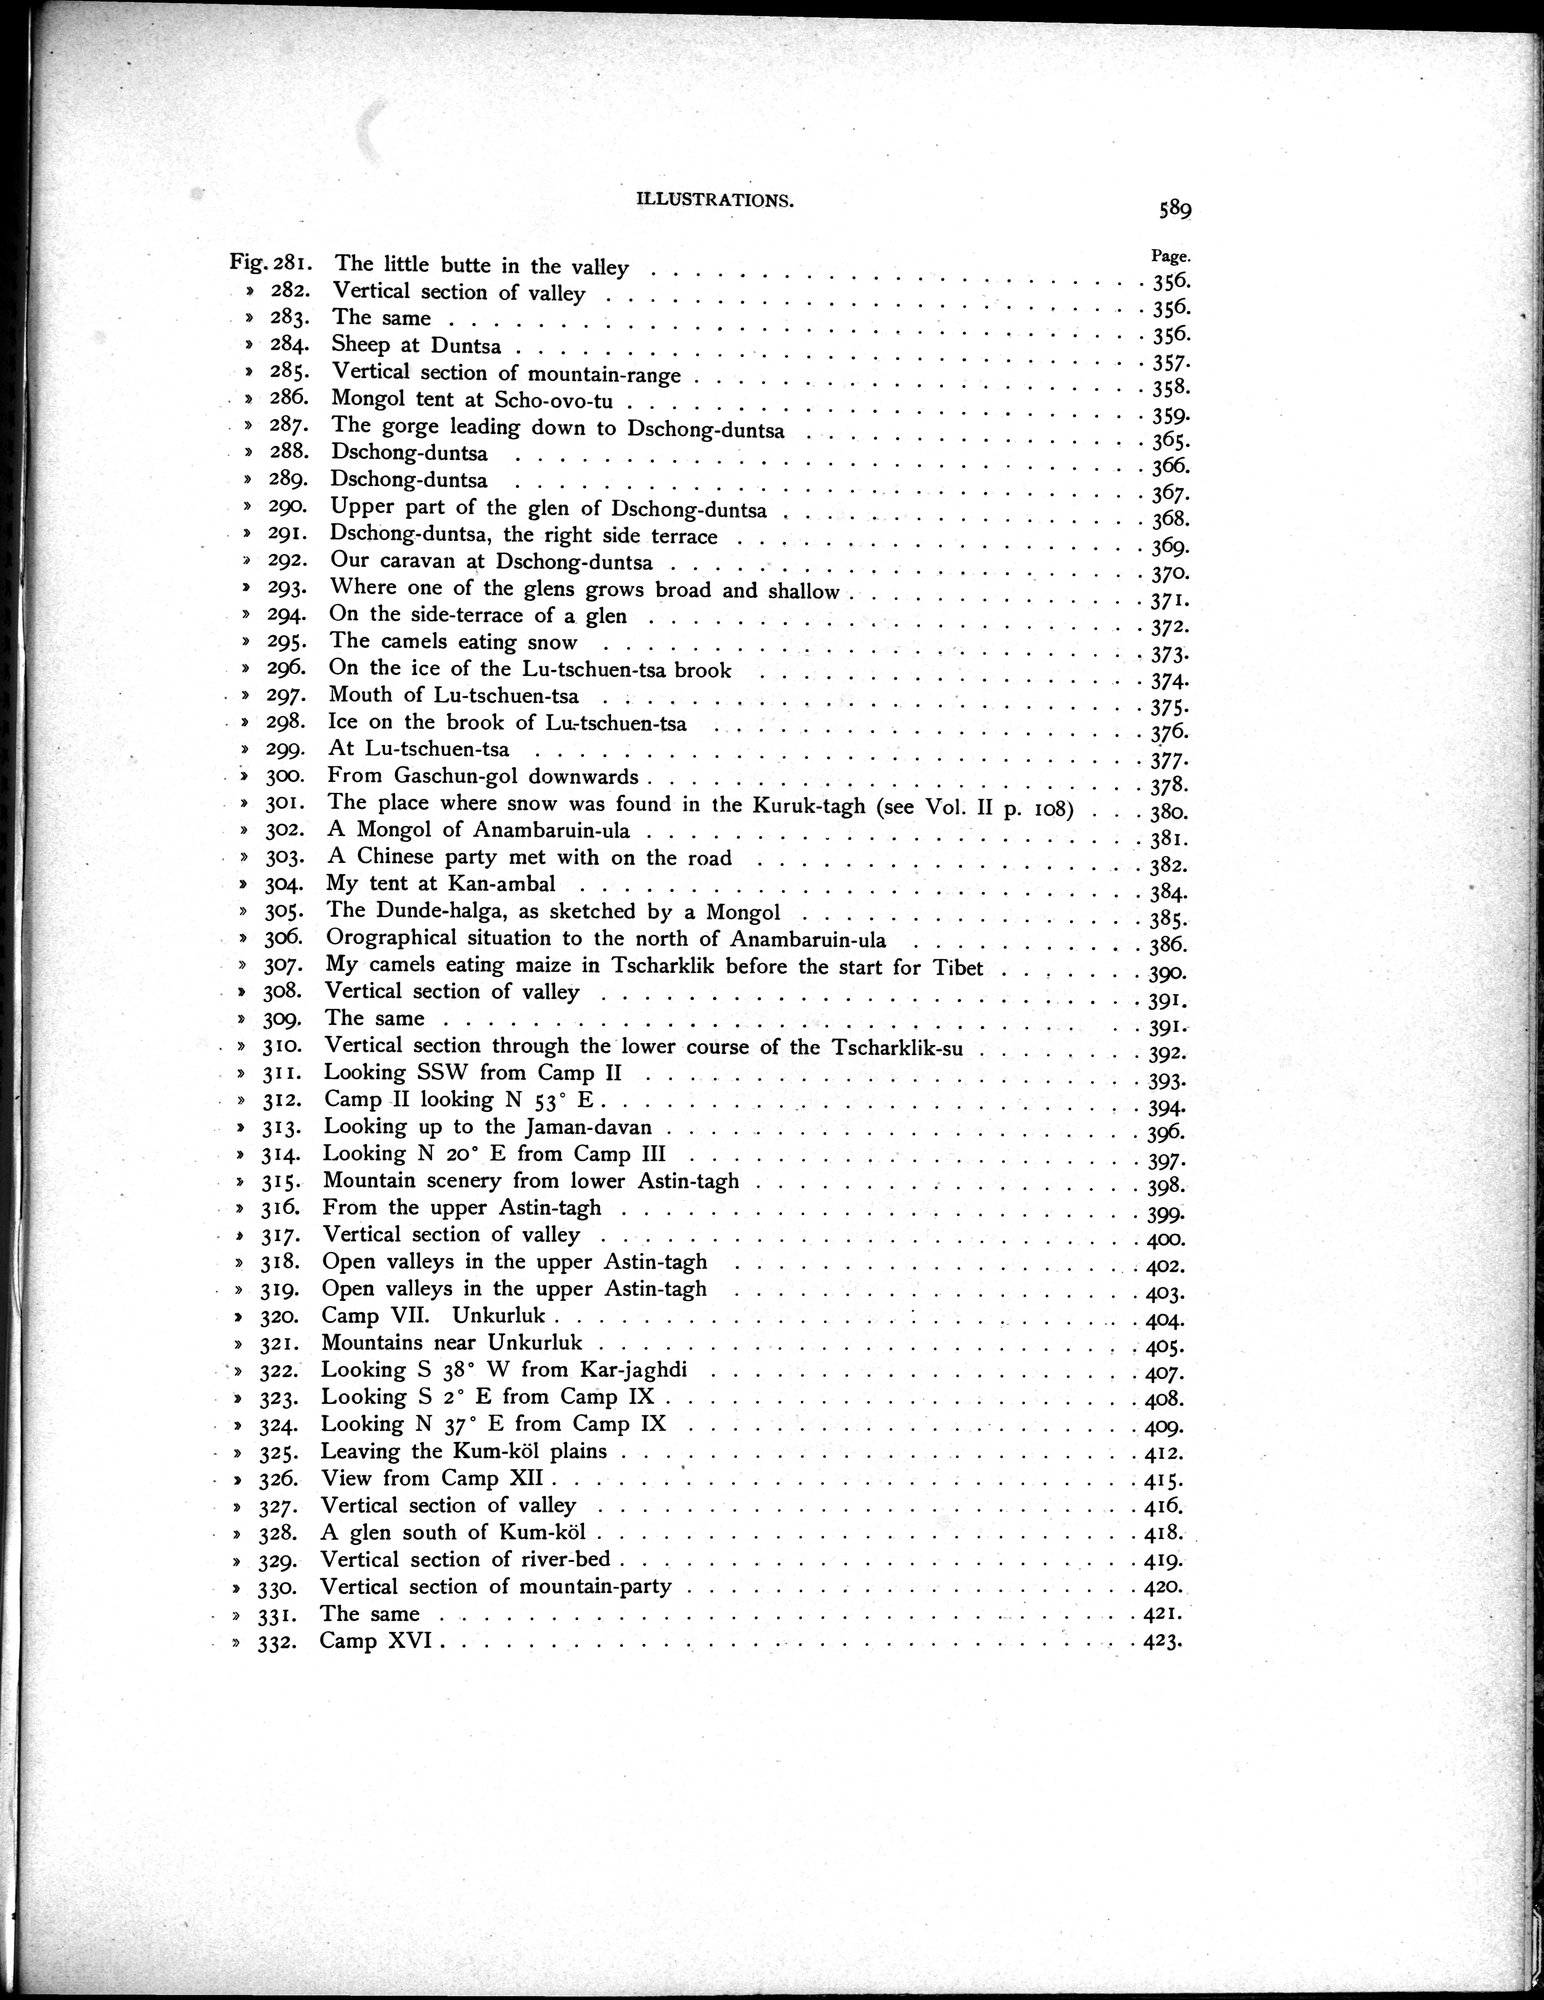 ILLUSTRATIONS.
589
Page.
Fig. 281. The little butte in the valley . . . . . . . . . . . . . . . . . . . . . . . 356.
» 282. Vertical section of valley . . . . . . . . . . . . . . . . . . . . . . . . . 356.
» 283. The same . . . . . . . . . . . . . . . . . . . . . . . . . . . . . . . . 356.
» 284. Sheep at Duntsa . . . . . . . . . . . . . . . . . . . . . . . . . . . . . 357.
» 285. Vertical section of mountain-range . . . . . . . . . . . . . . . . . . . . . 358.
» 286. Mongol tent at Scho-ovo-tu . . . . . . . . . . . . . . . . . . . . . . . . 359.
» 287. The gorge leading down to Dschong-duntsa . . . . . . . . . . . . . . . . 365.
» 288. Dschong-duntsa . . . . . . . . . . . . . . . . . . . . . . . . . . . . . 366.
» 289. Dschong-duntsa . . . . . . . . . . . . . . . . . . . . . . . . . . . . . 367.
» 290. Upper part of the glen of Dschong-duntsa . . . . . . . . . . . . . . . . . 368.
» 291. Dschong-duntsa, the right side terrace . . . . . . . . . . . . . . . . . . . 369.
» 292. Our caravan at Dschong-duntsa . . . . . . . . . . . . . . . . . . . . . . 370.
» 293. Where one of the glens grows broad and shallow . . . . . . . . . . . . . . 371.
» 294. On the side-terrace of a glen . . . . . . . . . . . . . . . . . . . . . . . 372.
» 295. The camels eating snow . . . . . . . . . . . . . . . . . . . . . . . . . 373.
» 296. On the ice of the Lu-tschuen-tsa brook . . . . . . . . . . . . . . . . . . 374.
» 297. Mouth of Lu-tschuen-tsa . . . . . . . . . . . . . . . . . . . . . . . . . 375.
» 298. Ice on the brook of Lu-tschuen-tsa . . . . . . . . . . . . . . . . . . . . 376.
» 299. At Lu-tschuen-tsa . . . . . . . . . . . . . . . . . . . . . . . . . . . . 377.
» 300. From Gaschun-gol downwards . . . . . . . . . . . . . . . . . . . . . . . 378.
» 301. The place where snow was found in the Kuruk-tagh (see Vol. II p. 108) . . . 380.
» 302. A Mongol of Anambaruin-ula . . . . . . . . . . . . . . . . . . . . . . . 381.
» 303. A Chinese party met with on the road . . . . . . . . . . . . . . . . . . 382.
» 304. My tent at Kan-ambal . . . . . . . . . . . . . . . . . . . . . . . . . . 384.
» 305. The Dunde-halga, as sketched by a Mongol . . . . . . . . . . . . . . . . 385.
» 306. Orographical situation to the north of Anambaruin-ula . . . . . . . . . . . 386.
» 307. My camels eating maize in Tscharklik before the start for Tibet . . . . . . . 390.
» 308. Vertical section of valley . . . . . . . . . . . . . . . . . . . . . . . . . 391.
» 309. The same . . . . . . . . . . . . . . . . . . . . . . . . . . . . . . . 391.
» 310. Vertical section through the lower course of the Tscharklik-su . . . . . . . . 392.
» 311. Looking SSW from Camp II . . . . . . . . . . . . . . . . . . . . . . . 393.
» 312. Camp II looking N 53° E . . . . . . . . . . . . . . . . . . . . . . . . . 394.
» 313. Looking up to the Jaman-davan . . . . . . . . . . . . . . . . . . . . . . 396.
» 314. Looking N 20° E from Camp III . . . . . . . . . . . . . . . . . . . . . 397.
» 315. Mountain scenery from lower Astin-tagh . . . . . . . . . . . . . . . . . . 398.
» 316. From the upper Astin-tagh . . . . . . . . . . . . . . . . . . . . . . . . 399.
» 317. Vertical section of valley . . . . . . . . . . . . . . . . . . . . . . . . . 400.
» 318. Open valleys in the upper Astin-tagh . . . . . . . . . . . . . . . . . . . 402.
» 319. Open valleys in the upper Astin-tagh . . . . . . . . . . . . . . . . . . . 403.
» 320. Camp VII. Unkurluk . . . . . . . . . . . . . . . . . . . . . . . . . . . 404.
» 321. Mountains near Unkurluk . . . . . . . . . . . . . . . . . . . . . . . . . 405.
» 322. Looking S 38° W from Kar-jaghdi . . . . . . . . . . . . . . . . . . . . 407.
» 323. Looking S 2° E from Camp IX . . . . . . . . . . . . . . . . . . . . . . 408.
» 324. Looking N 37° E from Camp IX . . . . . . . . . . . . . . . . . . . . . 409.
» 325. Leaving the Kum-köl plains . . . . . . . . . . . . . . . . . . . . . . . . 412.
» 326. View from Camp XII . . . . . . . . . . . . . . . . . . . . . . . . . . . 415.
» 327. Vertical section of valley . . . . . . . . . . . . . . . . . . . . . . . . . 416.
» 328. A glen south of Kum-köl . . . . . . . . . . . . . . . . . . . . . . . . . 418.
» 329. Vertical section of river-bed . . . . . . . . . . . . . . . . . . . . . . . . 419.
» 330. Vertical section of mountain-party . . . . . . . . . . . . . . . . . . . . . 420.
» 331. The same . . . . . . . . . . . . . . . . . . . . . . . . . . . . . . . . 421.
» 332. Camp XVI . . . . . . . . . . . . . . . . . . . . . . . . . . . . . . . . 423.